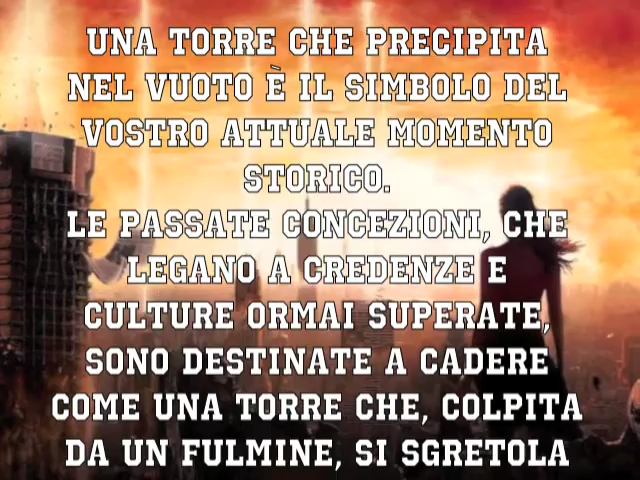 UNA TORRE CHE PRECIPITA
NEL VUOTO È IL SIMBOLO DEL
VOSTRO ATTUALE MOMENTO
STORICO.
LE PASSATE CONCEZIONI, CHE
LEGANO A CREDENZE E
CULTURE ORMAI SUPERATE,
SONO DESTINATE A CADERE
COME UNA TORRE CHE, COLPITA
DA UN FULMINE, SI SGRETOLA